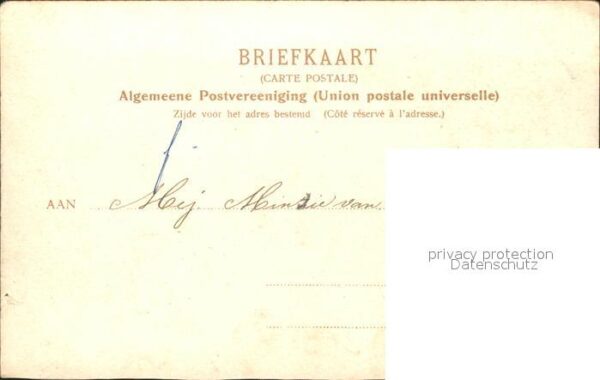 BRIEFKAART
(CARTE POSTALE)
Algemeene Postvereeniging (Union postale universelle)
Zijde voor het adres bestemd (Côté réservé à l'adresse.)
AAN Mej. Mintie van
privacy protection
Datenschutz